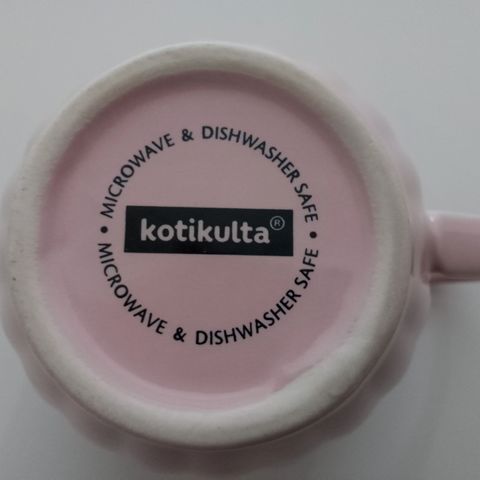 • MICROWAVE & DISHWASHER SAFE •
kotikulta®
MICROWAVE & DISHWASHER SAFE